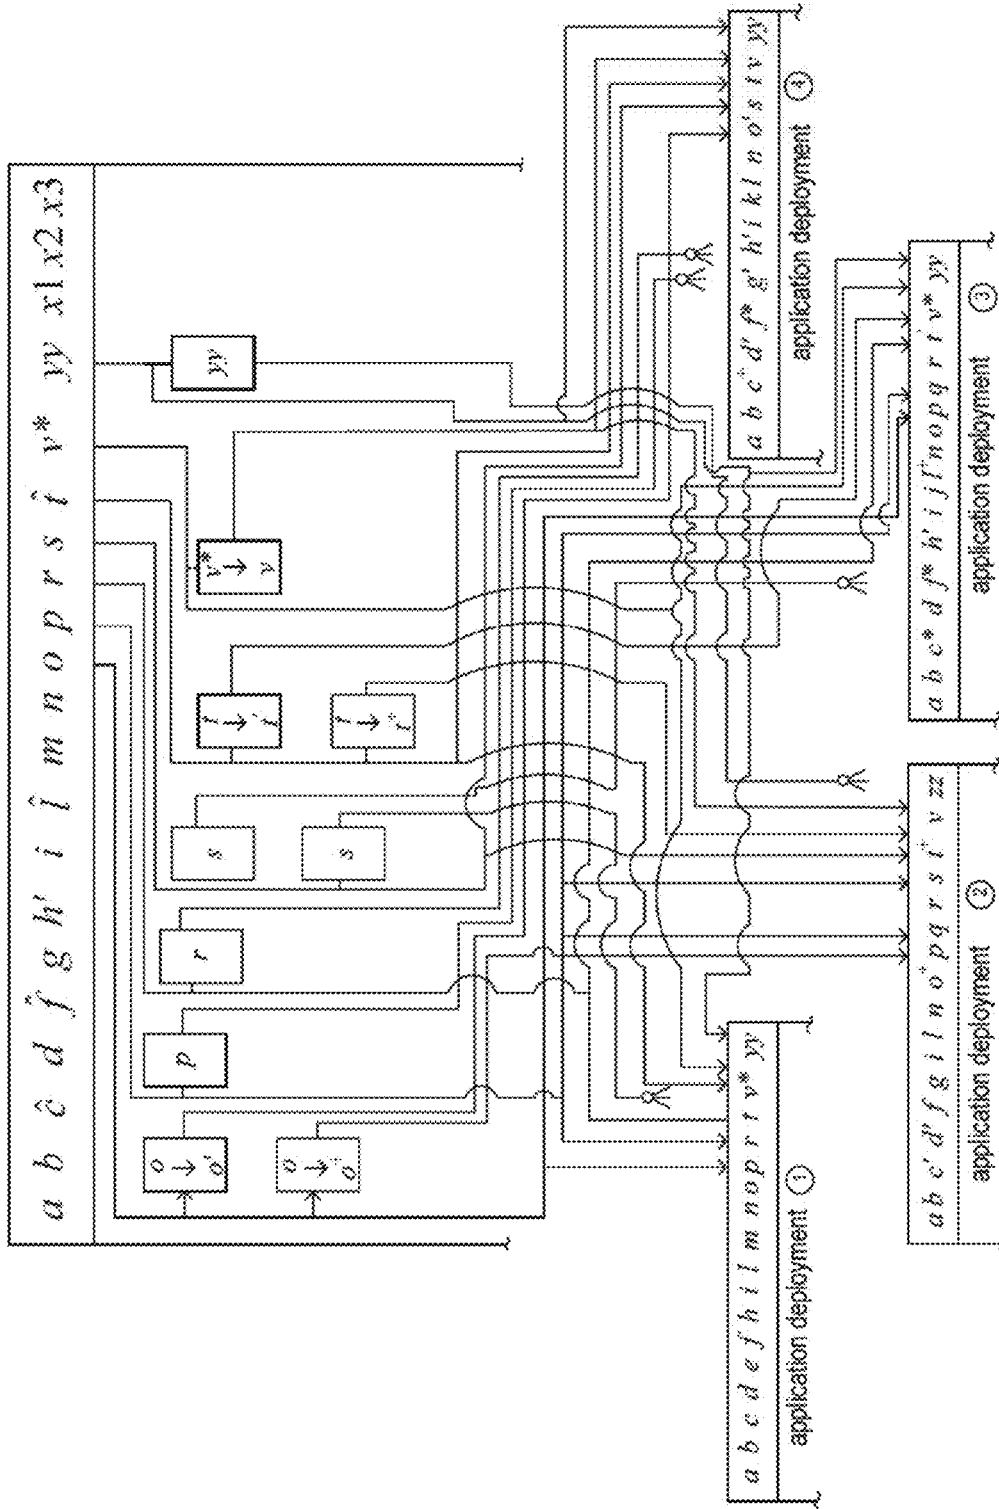 a b ĉ d f̂ g h' i l̂ m n o p r s t̂ v* yy x1 x2 x3
o
↓
o'
o
↓
o⁺
p
r
s
s
t
↓
t'
t
↓
t⁺
v*
↓
v
yy
a b c d e f h i l m n o p r t v* yy
application deployment ①
a b c' d' f g i l n o⁺ p q r s t⁺ v zz
application deployment ②
a b c* d f* h' i j l' n o p q r t' v* yy
application deployment ③
a b c⁺ d' f* g' h' i k l n o' s t v yy
application deployment ④